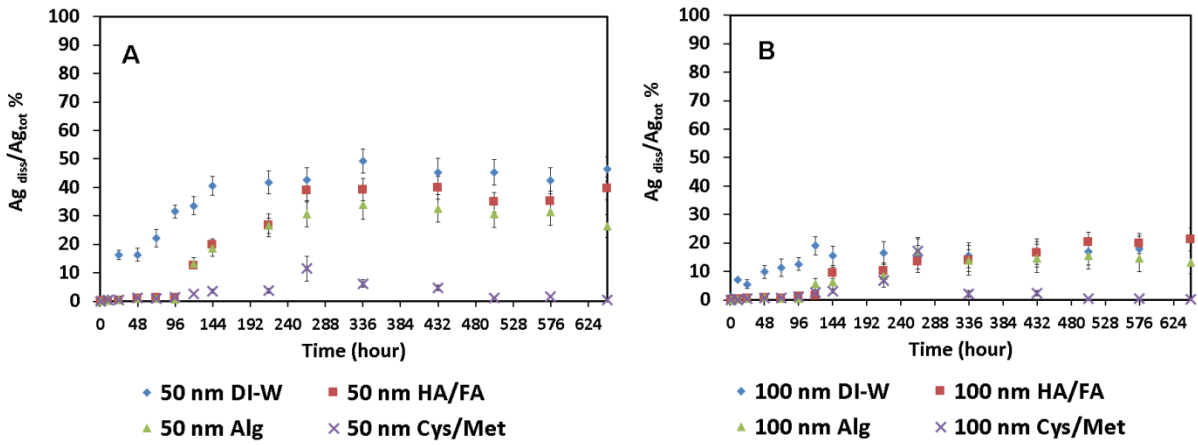 A
Ag diss/Agtot %
100
90
80
70
60
50
40
30
20
10
0
0 48 96 144 192 240 288 336 384 432 480 528 576 624
Time (hour)
50 nm DI-W 50 nm HA/FA
50 nm Alg 50 nm Cys/Met
B
Ag diss/Agtot %
100
90
80
70
60
50
40
30
20
10
0
0 48 96 144 192 240 288 336 384 432 480 528 576 624
Time (hour)
100 nm DI-W 100 nm HA/FA
100 nm Alg 100 nm Cys/Met